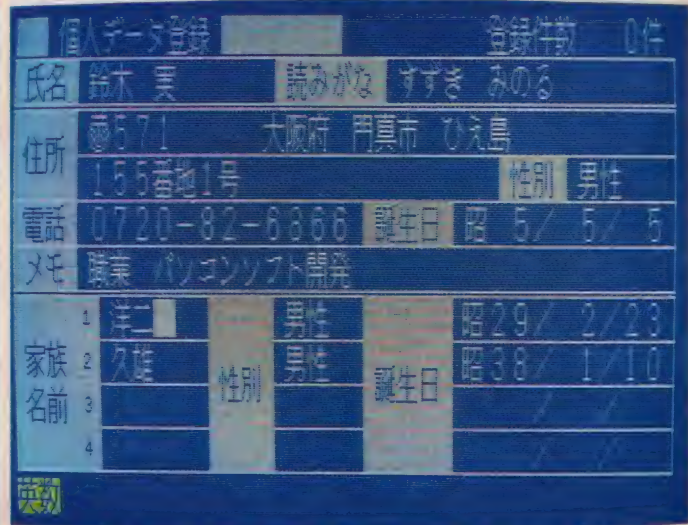 個人データ登録 登録件数 0件
氏名 鈴木 実 読みがな すずき みのる
住所 〠571 大阪府 門真市 ひえ島
155番地1号 性別 男性
電話 0720-82-6866 誕生日 昭 5/ 5/ 5
メモ 職業 パソコンソフト開発
家族名前 性別 誕生日
1 洋二 男性 昭29/ 2/23
2 久雄 男性 昭38/ 1/10
3 / /
4 / /
英数